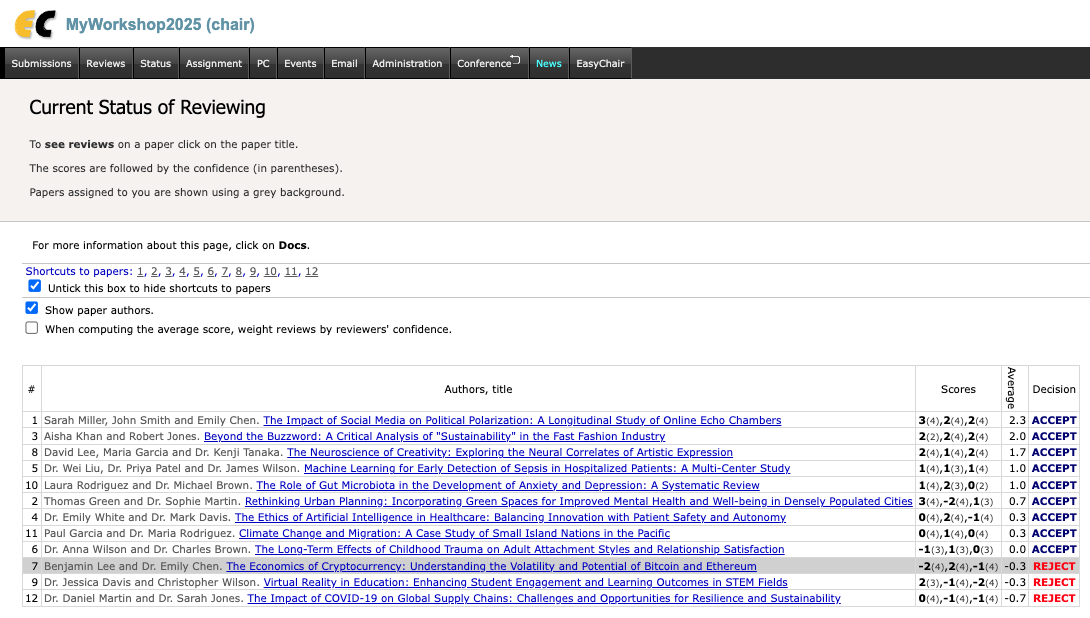 EC MyWorkshop2025 (chair)
Submissions Reviews Status Assignment PC Events Email Administration Conference News EasyChair
Current Status of Reviewing
To see reviews on a paper click on the paper title.
The scores are followed by the confidence (in parentheses).
Papers assigned to you are shown using a grey background.
For more information about this page, click on Docs.
Shortcuts to papers: 1, 2, 3, 4, 5, 6, 7, 8, 9, 10, 11, 12
Untick this box to hide shortcuts to papers
Show paper authors.
When computing the average score, weight reviews by reviewers' confidence.
# Authors, title Scores Average Decision
1 Sarah Miller, John Smith and Emily Chen. The Impact of Social Media on Political Polarization: A Longitudinal Study of Online Echo Chambers 3(4),2(4),2(4) 2.3 ACCEPT
3 Aisha Khan and Robert Jones. Beyond the Buzzword: A Critical Analysis of "Sustainability" in the Fast Fashion Industry 2(2),2(4),2(4) 2.0 ACCEPT
8 David Lee, Maria Garcia and Dr. Kenji Tanaka. The Neuroscience of Creativity: Exploring the Neural Correlates of Artistic Expression 2(4),1(4),2(4) 1.7 ACCEPT
5 Dr. Wei Liu, Dr. Priya Patel and Dr. James Wilson. Machine Learning for Early Detection of Sepsis in Hospitalized Patients: A Multi-Center Study 1(4),1(3),1(4) 1.0 ACCEPT
10 Laura Rodriguez and Dr. Michael Brown. The Role of Gut Microbiota in the Development of Anxiety and Depression: A Systematic Review 1(4),2(3),0(2) 1.0 ACCEPT
2 Thomas Green and Dr. Sophie Martin. Rethinking Urban Planning: Incorporating Green Spaces for Improved Mental Health and Well-being in Densely Populated Cities 3(4),-2(4),1(3) 0.7 ACCEPT
4 Dr. Emily White and Dr. Mark Davis. The Ethics of Artificial Intelligence in Healthcare: Balancing Innovation with Patient Safety and Autonomy 0(4),2(4),-1(4) 0.3 ACCEPT
11 Paul Garcia and Dr. Maria Rodriguez. Climate Change and Migration: A Case Study of Small Island Nations in the Pacific 0(4),1(4),0(4) 0.3 ACCEPT
6 Dr. Anna Wilson and Dr. Charles Brown. The Long-Term Effects of Childhood Trauma on Adult Attachment Styles and Relationship Satisfaction -1(3),1(3),0(3) 0.0 ACCEPT
7 Benjamin Lee and Dr. Emily Chen. The Economics of Cryptocurrency: Understanding the Volatility and Potential of Bitcoin and Ethereum -2(4),2(4),-1(4) -0.3 REJECT
9 Dr. Jessica Davis and Christopher Wilson. Virtual Reality in Education: Enhancing Student Engagement and Learning Outcomes in STEM Fields 2(3),-1(4),-2(4) -0.3 REJECT
12 Dr. Daniel Martin and Dr. Sarah Jones. The Impact of COVID-19 on Global Supply Chains: Challenges and Opportunities for Resilience and Sustainability 0(4),-1(4),-1(4) -0.7 REJECT